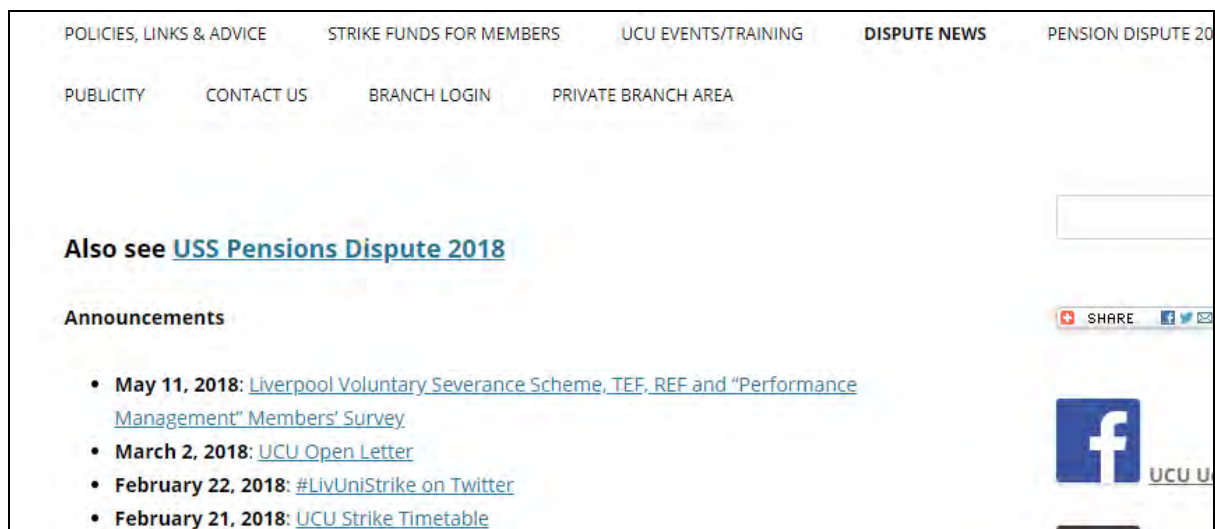 POLICIES, LINKS & ADVICE STRIKE FUNDS FOR MEMBERS UCU EVENTS/TRAINING DISPUTE NEWS PENSION DISPUTE 20
PUBLICITY CONTACT US BRANCH LOGIN PRIVATE BRANCH AREA
Also see USS Pensions Dispute 2018
Announcements
SHARE
• May 11, 2018: Liverpool Voluntary Severance Scheme, TEF, REF and “Performance
Management” Members’ Survey
• March 2, 2018: UCU Open Letter
UCU
• February 22, 2018: #LivUniStrike on Twitter
• February 21, 2018: UCU Strike Timetable